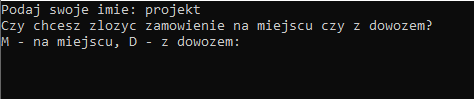 Podaj swoje imie: projekt
Czy chcesz zlozyc zamowienie na miejscu czy z dowozem?
M - na miejscu, D - z dowozem: